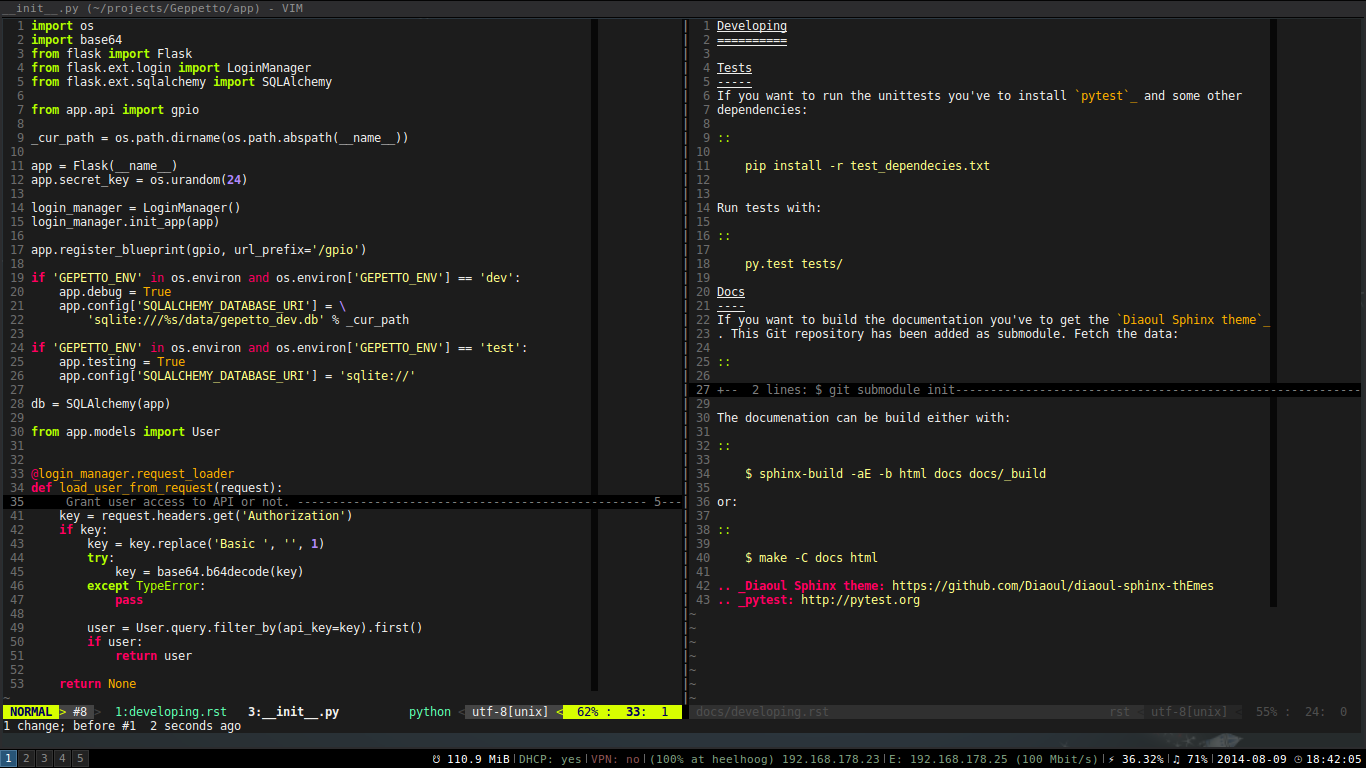 __init__.py (~/projects/Geppetto/app) - VIM
1 import os
2 import base64
3 from flask import Flask
4 from flask.ext.login import LoginManager
5 from flask.ext.sqlalchemy import SQLAlchemy
6
7 from app.api import gpio
8
9 _cur_path = os.path.dirname(os.path.abspath(__name__))
10
11 app = Flask(__name__)
12 app.secret_key = os.urandom(24)
13
14 login_manager = LoginManager()
15 login_manager.init_app(app)
16
17 app.register_blueprint(gpio, url_prefix='/gpio')
18
19 if 'GEPETTO_ENV' in os.environ and os.environ['GEPETTO_ENV'] == 'dev':
20     app.debug = True
21     app.config['SQLALCHEMY_DATABASE_URI'] = \
22         'sqlite:///%s/data/gepetto_dev.db' % _cur_path
23
24 if 'GEPETTO_ENV' in os.environ and os.environ['GEPETTO_ENV'] == 'test':
25     app.testing = True
26     app.config['SQLALCHEMY_DATABASE_URI'] = 'sqlite://'
27
28 db = SQLAlchemy(app)
29
30 from app.models import User
31
32
33 @login_manager.request_loader
34 def load_user_from_request(request):
35      Grant user access to API or not. -------------------------------------------------- 5---
41     key = request.headers.get('Authorization')
42     if key:
43         key = key.replace('Basic ', '', 1)
44         try:
45             key = base64.b64decode(key)
46         except TypeError:
47             pass
48
49         user = User.query.filter_by(api_key=key).first()
50         if user:
51             return user
52
53     return None
~
NORMAL > #8 > 1:developing.rst 3:__init__.py python < utf-8[unix] < 62% : 33: 1
1 change; before #1  2 seconds ago
1 Developing
2 ==========
3
4 Tests
5 -----
6 If you want to run the unittests you've to install `pytest`_ and some other
7 dependencies:
8
9 ::
10
11     pip install -r test_dependecies.txt
12
13
14 Run tests with:
15
16 ::
17
18     py.test tests/
19
20 Docs
21 ----
22 If you want to build the documentation you've to get the `Diaoul Sphinx theme`_
23 . This Git repository has been added as submodule. Fetch the data:
24
25 ::
26
27 +--  2 lines: $ git submodule init----------------------------------------------------------
29
30 The documenation can be build either with:
31
32 ::
33
34     $ sphinx-build -aE -b html docs docs/_build
35
36 or:
37
38 ::
39
40     $ make -C docs html
41
42 .. _Diaoul Sphinx theme: https://github.com/Diaoul/diaoul-sphinx-thEmes
43 .. _pytest: http://pytest.org
~
~
~
~
~
~
~
docs/developing.rst rst < utf-8[unix] < 55% : 24: 0
1 2 3 4 5 110.9 MiB|DHCP: yes|VPN: no|(100% at heelhoog) 192.168.178.23|E: 192.168.178.25 (100 Mbit/s)|⚡ 36.32%|♫ 71%|2014-08-09 18:42:05